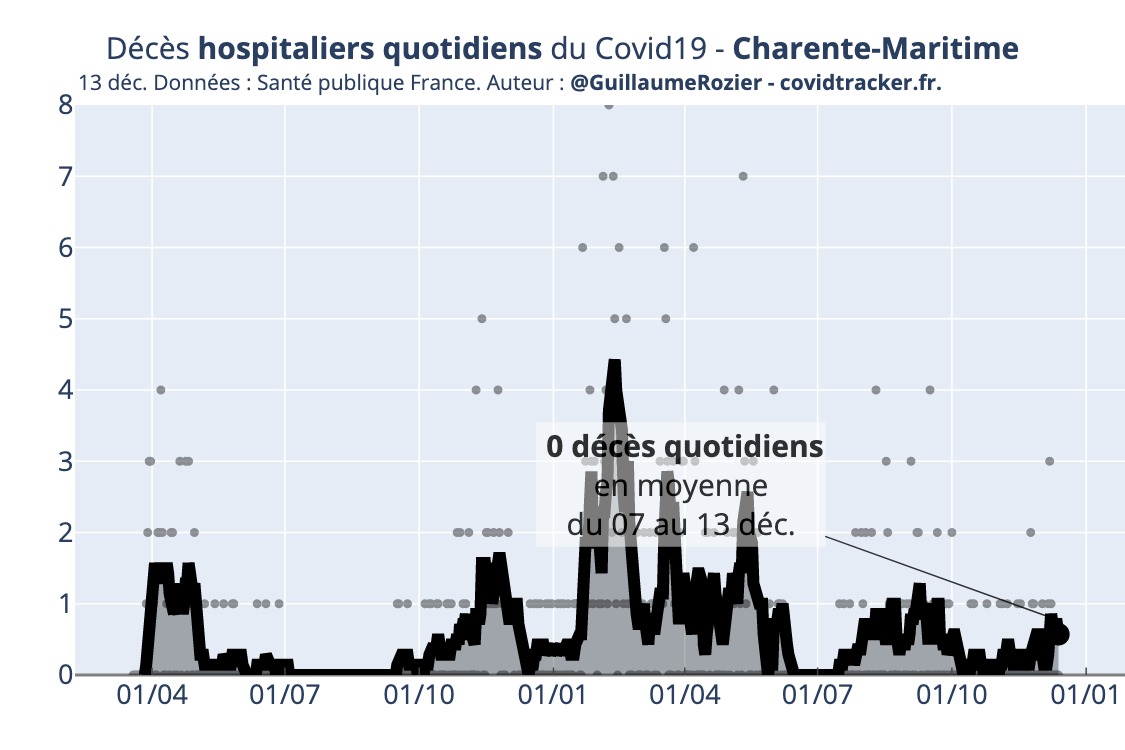 Décès hospitaliers quotidiens du Covid19 - Charente-Maritime
13 déc. Données : Santé publique France. Auteur : @GuillaumeRozier - covidtracker.fr.
8
7
6
5
4
3
2
1
0
0 décès quotidiens
en moyenne
du 07 au 13 déc.
01/04 01/07 01/10 01/01 01/04 01/07 01/10 01/01